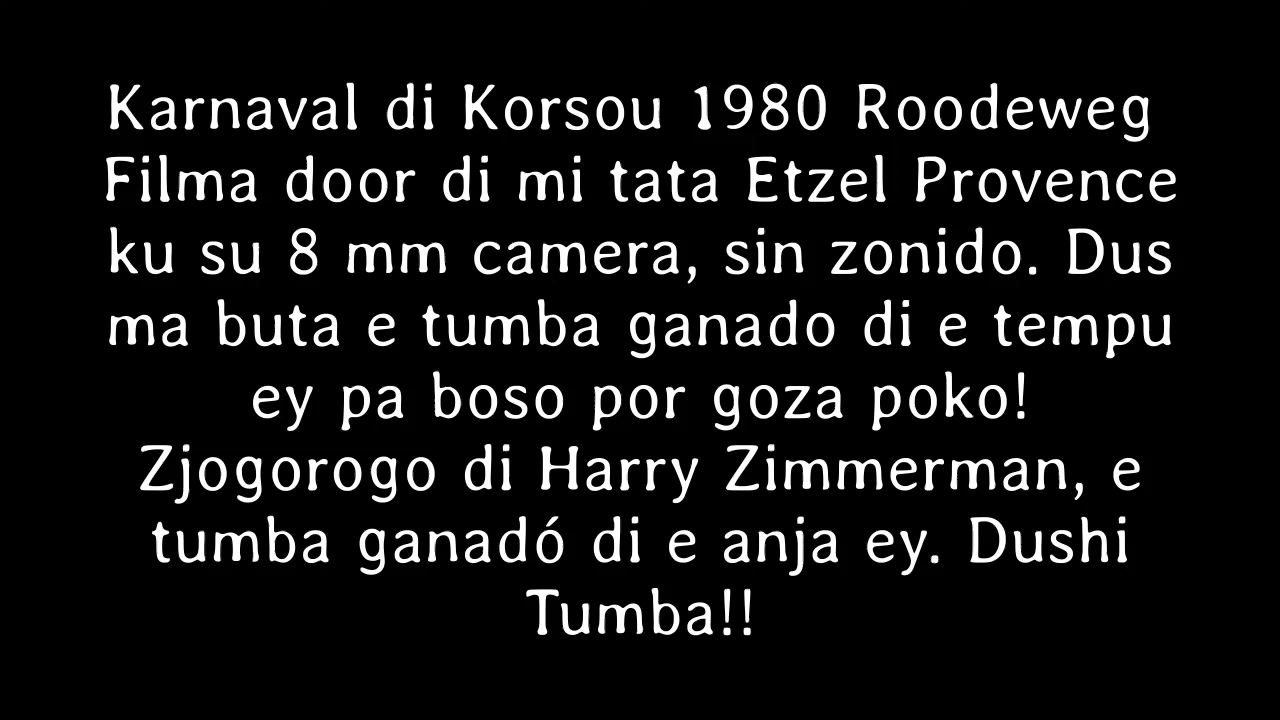 Karnaval di Korsou 1980 Roodeweg
Filma door di mi tata Etzel Provence
ku su 8 mm camera, sin zonido. Dus
ma buta e tumba ganado di e tempu
ey pa boso por goza poko!
Zjogorogo di Harry Zimmerman, e
tumba ganadó di e anja ey. Dushi
Tumba!!